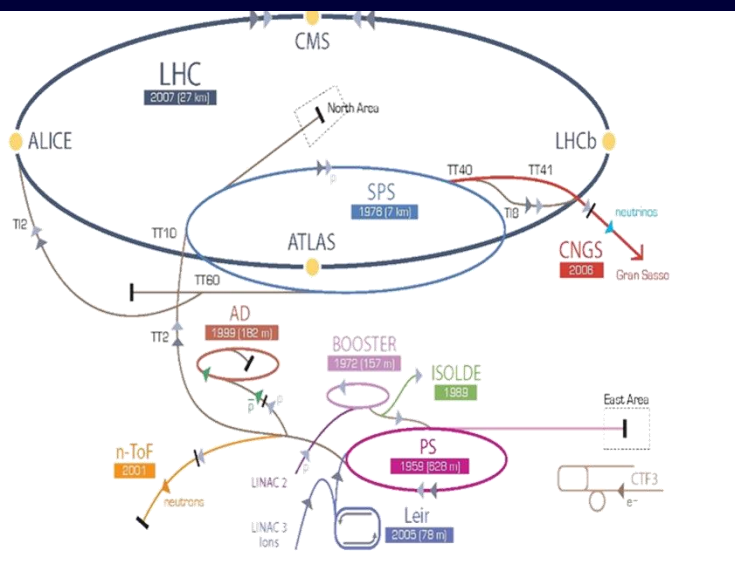 CMS
LHC
2007 (27 km)
North Area
ALICE
LHCb
TT40
TT41
p
SPS
1976 (7 km)
TI8
neutrinos
TI2
TT10
ATLAS
CNGS
2006
Gran Sasso
TT60
AD
1999 (182 m)
TT2
BOOSTER
1972 (157 m)
ISOLDE
1989
East Area
p̅
p
n-ToF
2001
PS
1959 (628 m)
LINAC 2
p
neutrons
CTF3
e-
Leir
2005 (78 m)
LINAC 3
Ions